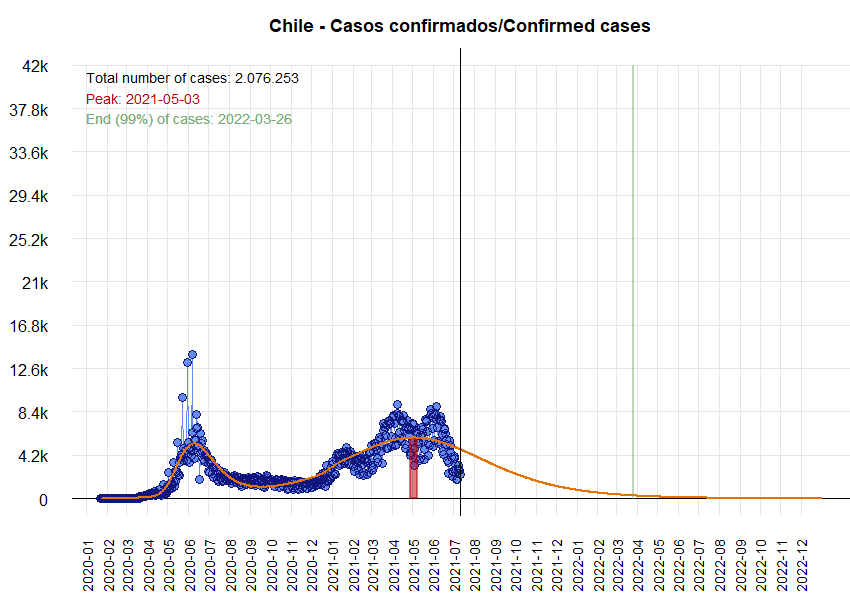 Chile - Casos confirmados/Confirmed cases
42k
Total number of cases: 2.076.253
Peak: 2021-05-03
37.8k
End (99%) of cases: 2022-03-26
33.6k
29.4k
25.2k
21k
16.8k
12.6k
8.4k
4.2k
0
2020-01
2020-02
2020-03
2020-04
2020-05
2020-06
2020-07
2020-08
2020-09
2020-10
2020-11
2020-12
2021-01
2021-02
2021-03
2021-04
2021-05
2021-06
2021-07
2021-08
2021-09
2021-10
2021-11
2021-12
2022-01
2022-02
2022-03
2022-04
2022-05
2022-06
2022-07
2022-08
2022-09
2022-10
2022-11
2022-12